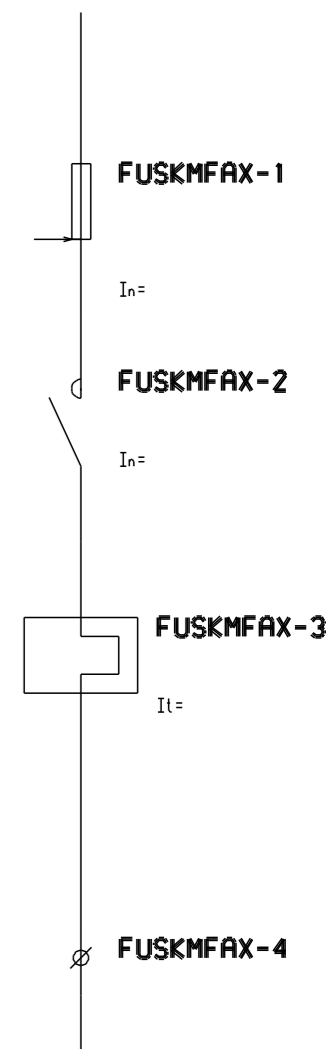 FUSKMFAX-1
In=
FUSKMFAX-2
In=
FUSKMFAX-3
It=
FUSKMFAX-4